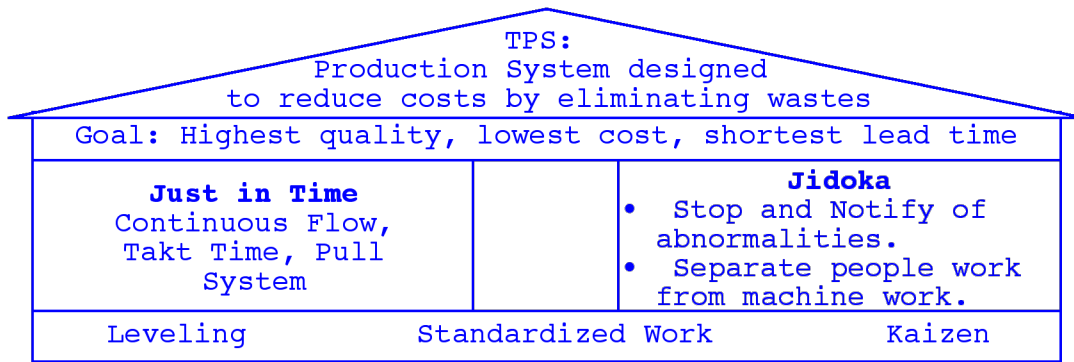 TPS:
Production System designed
to reduce costs by eliminating wastes
Goal: Highest quality, lowest cost, shortest lead time
Just in Time
Continuous Flow,
Takt Time, Pull
System
Jidoka
• Stop and Notify of
abnormalities.
• Separate people work
from machine work.
Leveling Standardized Work Kaizen